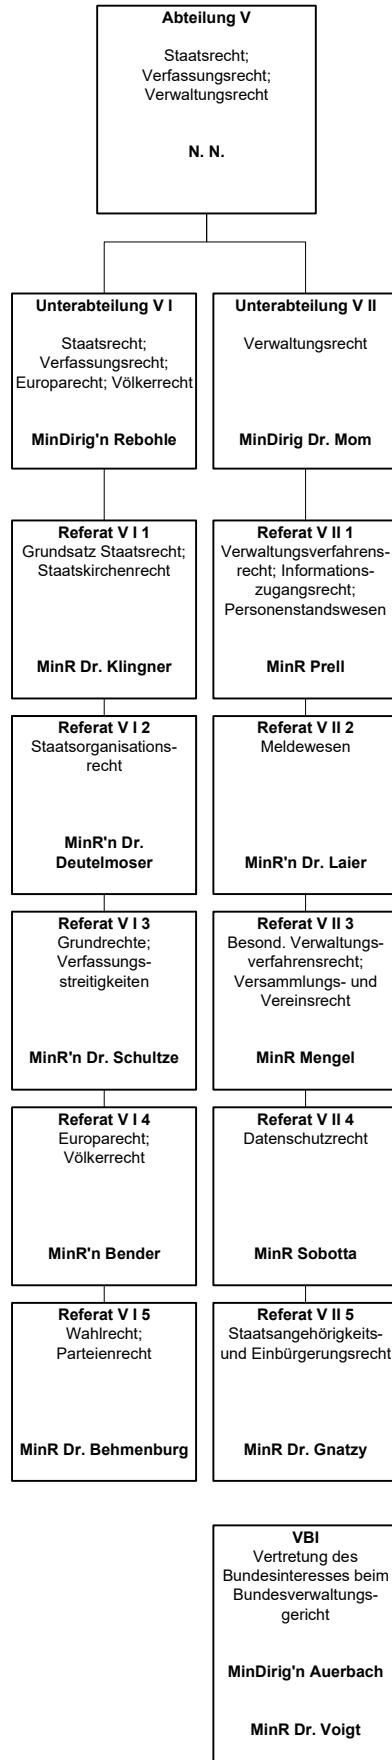 Abteilung V
Staatsrecht;
Verfassungsrecht;
Verwaltungsrecht
N. N.
Unterabteilung V I
Staatsrecht;
Verfassungsrecht;
Europarecht; Völkerrecht
MinDirig'n Rebohle
Unterabteilung V II
Verwaltungsrecht
MinDirig Dr. Mom
Referat V I 1
Grundsatz Staatsrecht;
Staatskirchenrecht
MinR Dr. Klingner
Referat V II 1
Verwaltungsverfahrens-
recht; Informations-
zugangsrecht;
Personenstandswesen
MinR Prell
Referat V I 2
Staatsorganisations-
recht
MinR'n Dr.
Deutelmoser
Referat V II 2
Meldewesen
MinR'n Dr. Laier
Referat V I 3
Grundrechte;
Verfassungs-
streitigkeiten
MinR'n Dr. Schultze
Referat V II 3
Besond. Verwaltungs-
verfahrensrecht;
Versammlungs- und
Vereinsrecht
MinR Mengel
Referat V I 4
Europarecht;
Völkerrecht
MinR'n Bender
Referat V II 4
Datenschutzrecht
MinR Sobotta
Referat V I 5
Wahlrecht;
Parteienrecht
MinR Dr. Behmenburg
Referat V II 5
Staatsangehörigkeits-
und Einbürgerungsrecht
MinR Dr. Gnatzy
VBI
Vertretung des
Bundesinteresses beim
Bundesverwaltungs-
gericht
MinDirig'n Auerbach
MinR Dr. Voigt